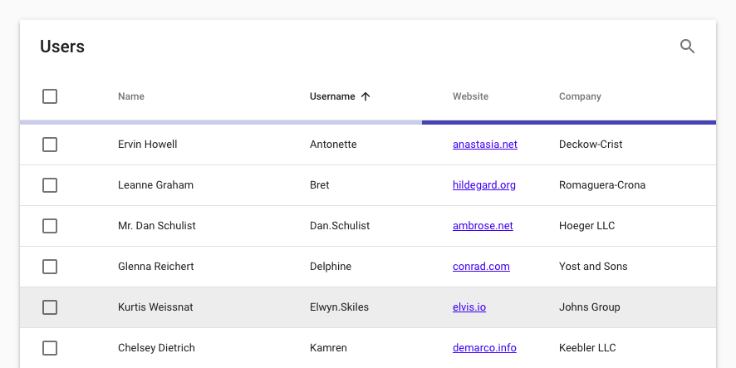 Users
Name Username Website Company
Ervin Howell Antonette anastasia.net Deckow-Crist
Leanne Graham Bret hildegard.org Romaguera-Crona
Mr. Dan Schulist Dan.Schulist ambrose.net Hoeger LLC
Glenna Reichert Delphine conrad.com Yost and Sons
Kurtis Weissnat Elwyn.Skiles elvis.io Johns Group
Chelsey Dietrich Kamren demarco.info Keebler LLC